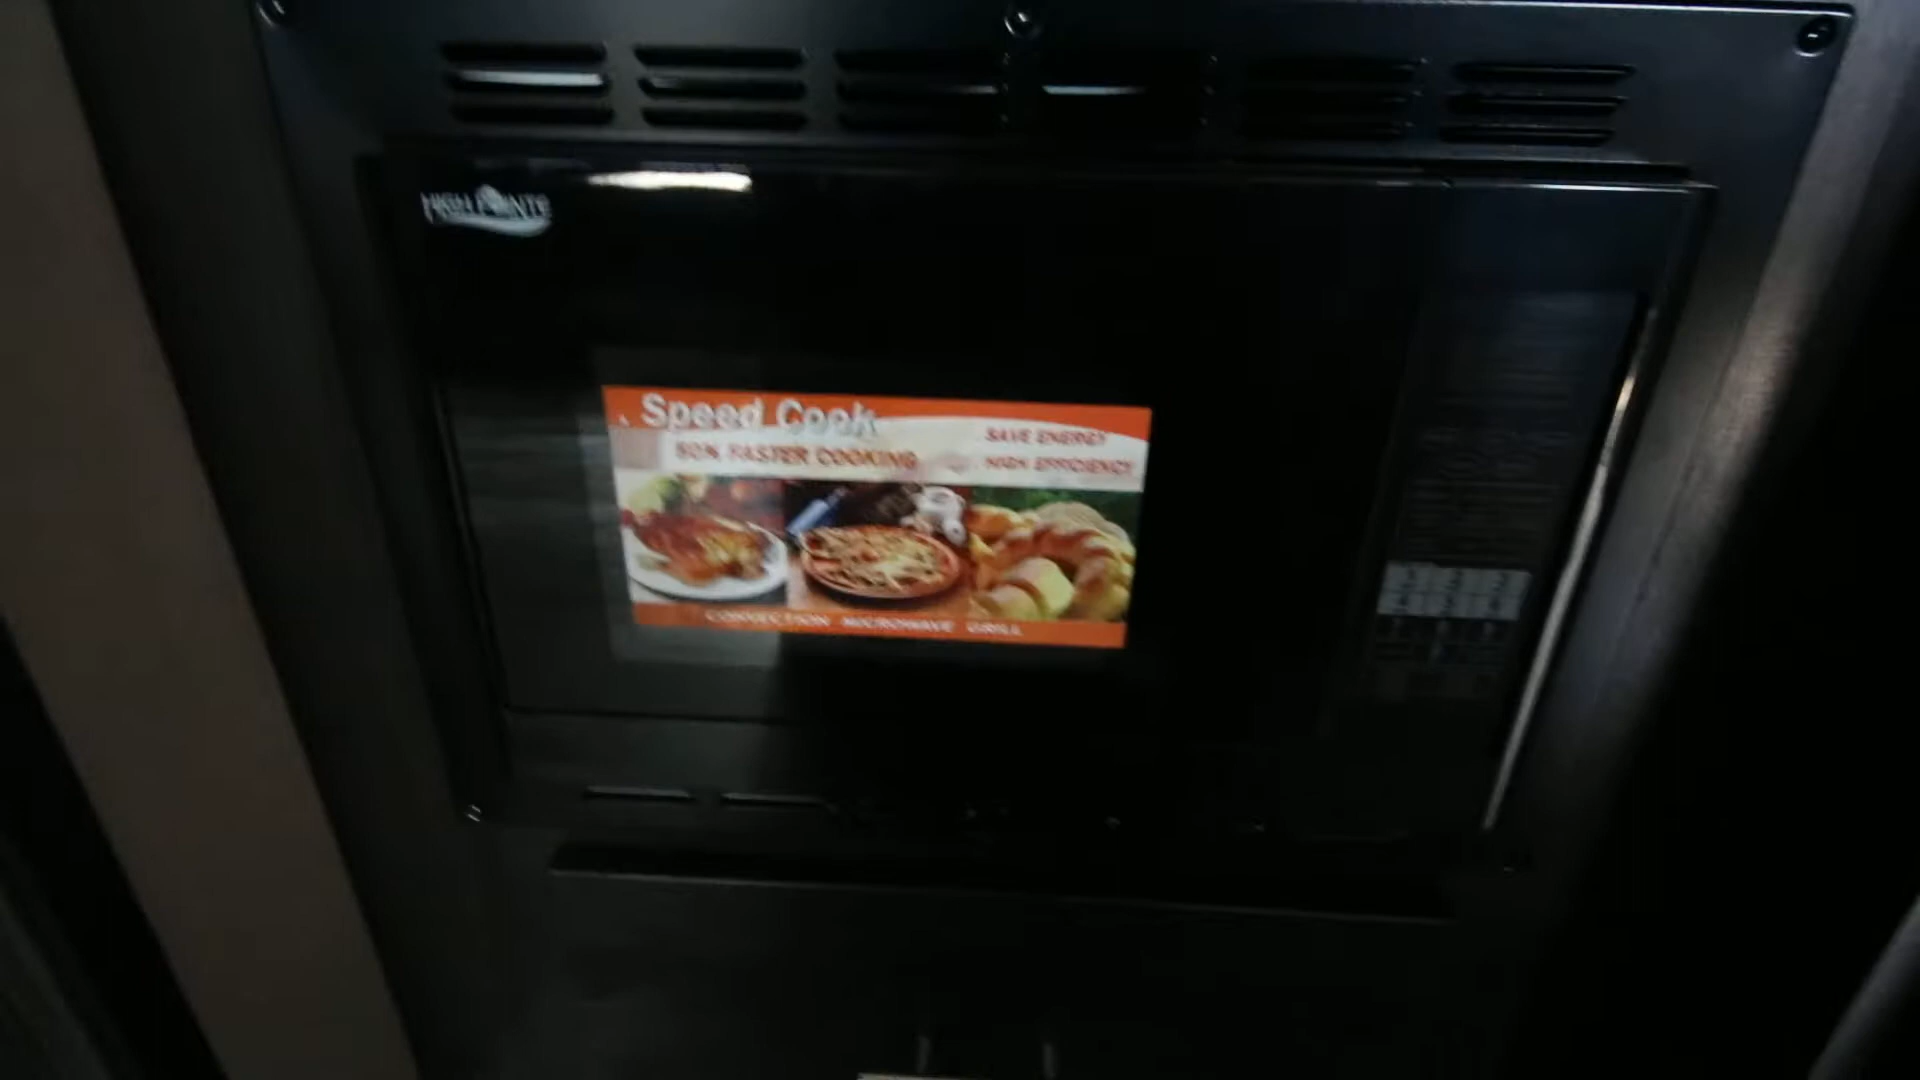 HIGH POINTE
Speed Cook
50% FASTER COOKING
SAVE ENERGY
HIGH EFFICIENCY
CONVECTION MICROWAVE GRILL